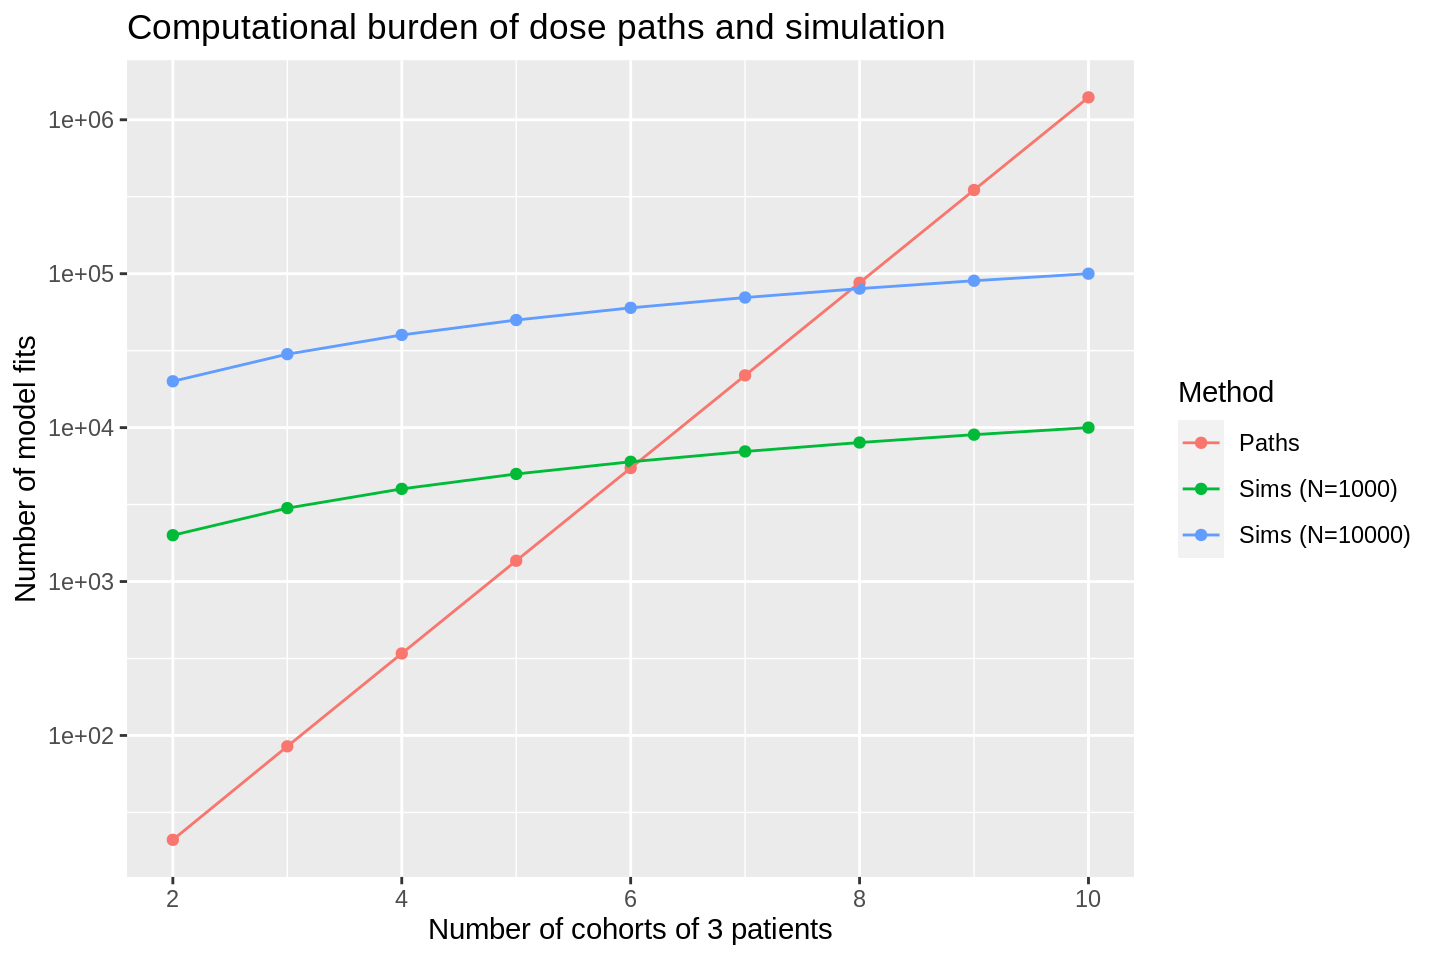 Computational burden of dose paths and simulation
Number of model fits
1e+06
1e+05
1e+04
1e+03
1e+02
2 4 6 8 10
Number of cohorts of 3 patients
Method
Paths
Sims (N=1000)
Sims (N=10000)